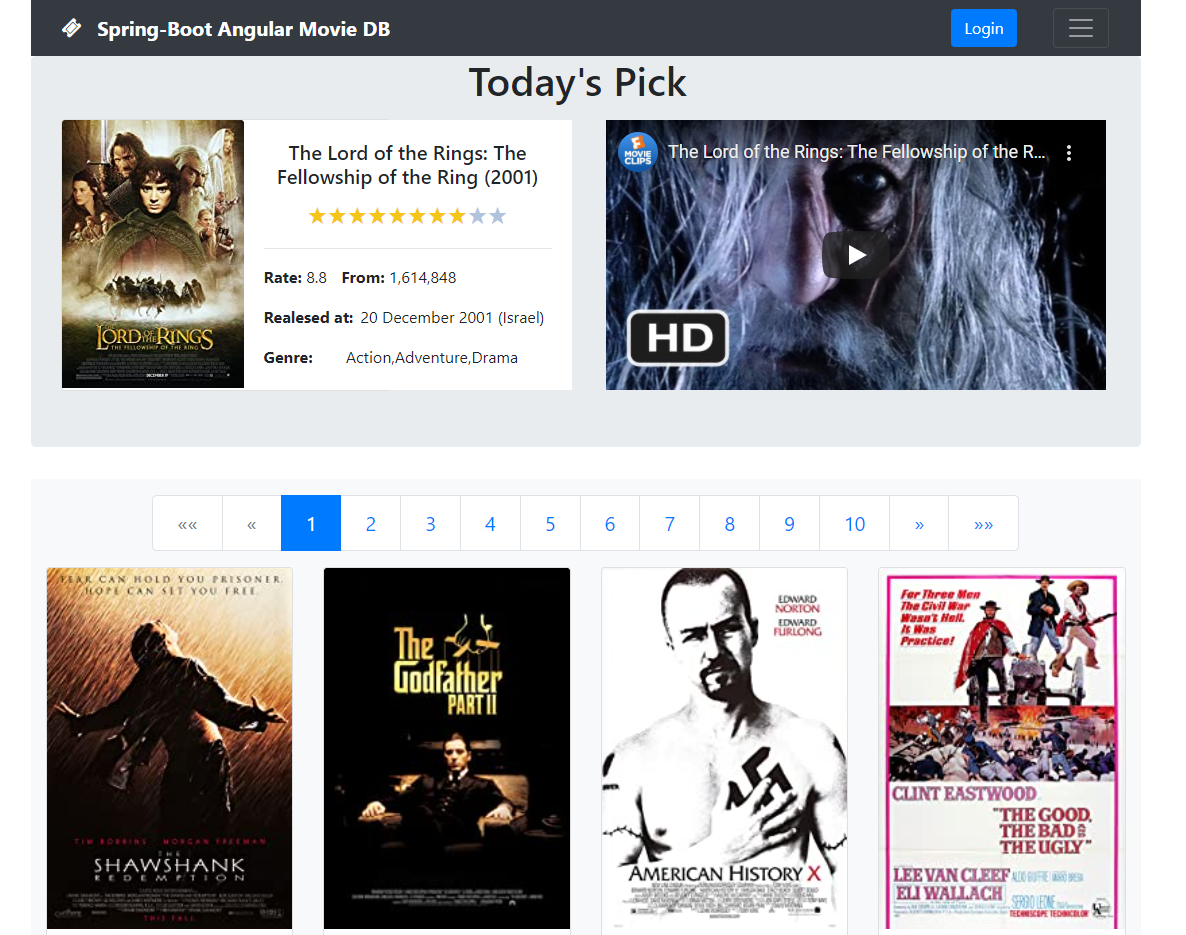 Spring-Boot Angular Movie DB
Login
Today's Pick
LORD OF THE RINGS
THE FELLOWSHIP OF THE RING
The Lord of the Rings: The
Fellowship of the Ring (2001)
Rate: 8.8 From: 1,614,848
Realesed at: 20 December 2001 (Israel)
Genre: Action,Adventure,Drama
MOVIE
CLIPS
The Lord of the Rings: The Fellowship of the R...
HD
«« « 1 2 3 4 5 6 7 8 9 10 » »»
FEAR CAN HOLD YOU PRISONER.
HOPE CAN SET YOU FREE.
TIM ROBBINS MORGAN FREEMAN
THE
SHAWSHANK
REDEMPTION
THIS FALL
The
Godfather
PART II
EDWARD
NORTON
EDWARD
FURLONG
AMERICAN HISTORY X
For Three Men
The Civil War
Wasn't Hell.
It Was
Practice!
CLINT EASTWOOD
"THE GOOD,
THE BAD AND
THE UGLY"
LEE VAN CLEEF
ELI WALLACH
SERGIO LEONE
TECHNISCOPE TECHNICOLOR